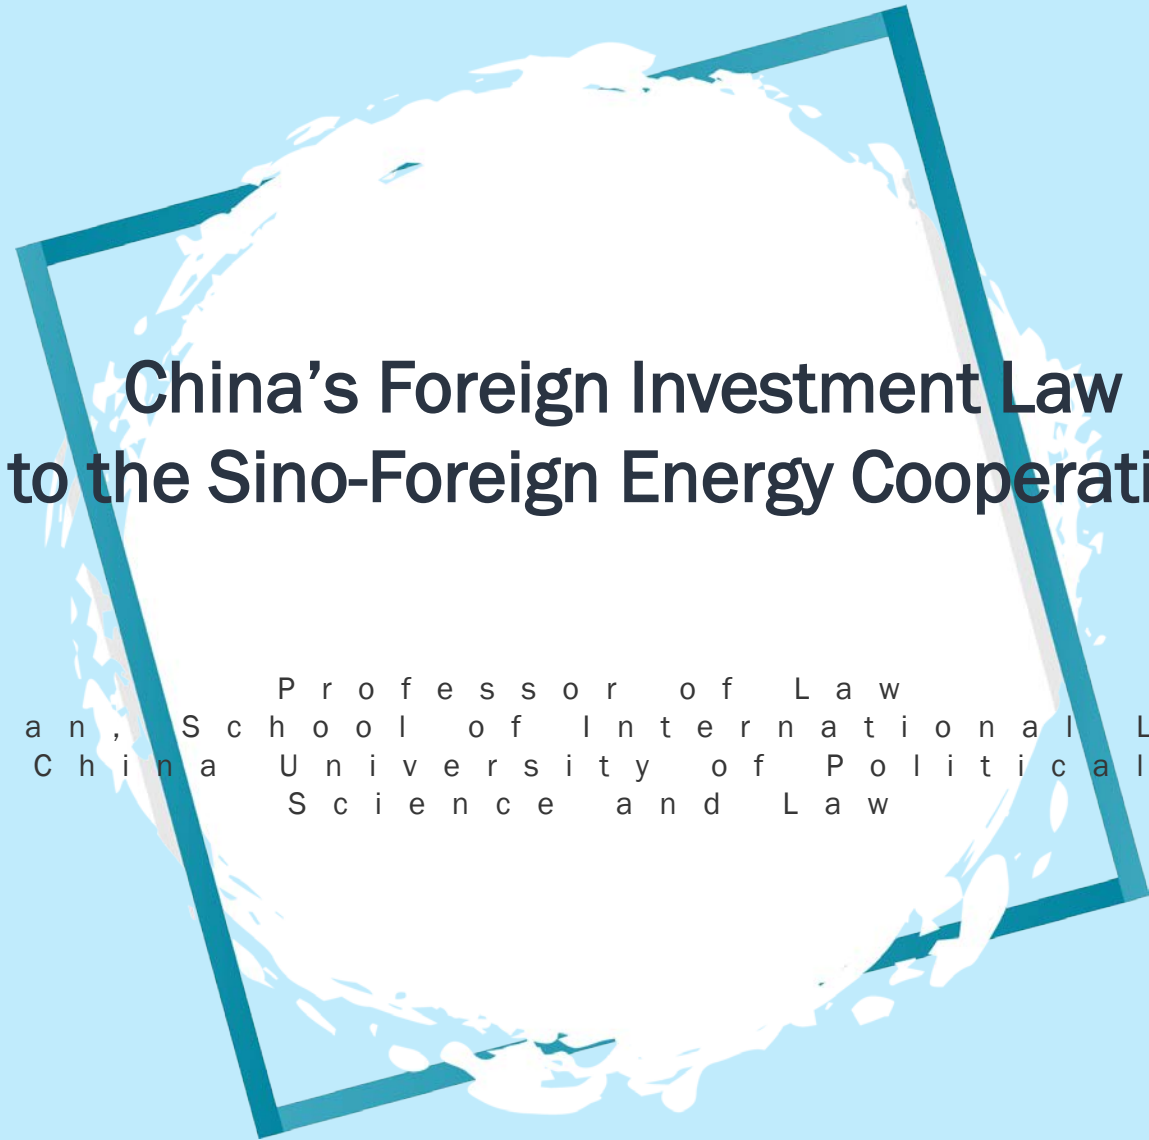 China’s Foreign Investment Law
to the Sino-Foreign Energy Cooperati
Professor of Law
an, School of International L
China University of Political
Science and Law